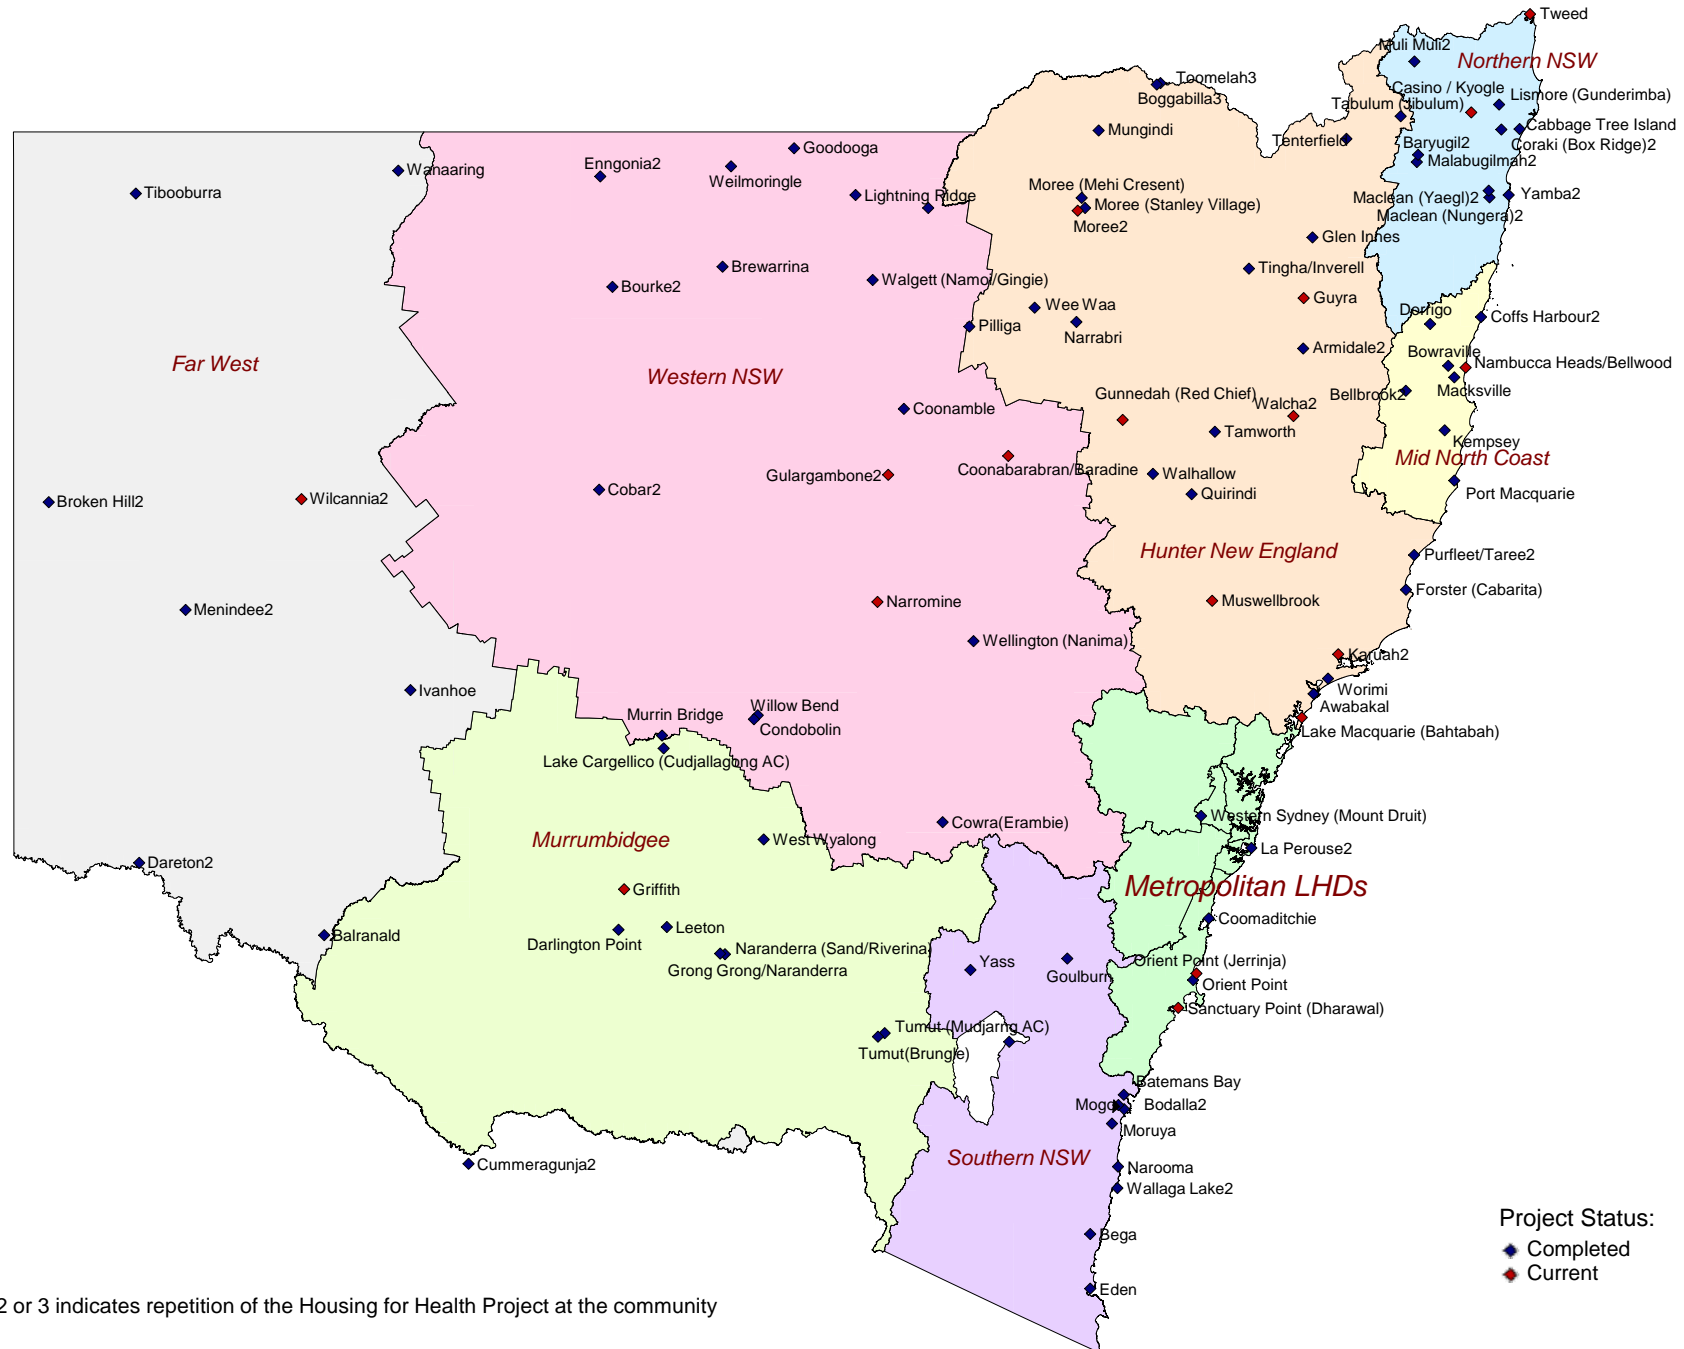 Tweed
Muli Muli2
Northern NSW
Toomelah3
Boggabilla3
Casino / Kyogle
Lismore (Gunderimba)
Tabulum (Jibulum)
Mungindi
Cabbage Tree Island
Tenterfield
Baryugil2
Coraki (Box Ridge)2
Goodooga
Malabugilmah2
Enngonia2
Wanaaring
Weilmoringle
Tibooburra
Lightning Ridge
Moree (Mehi Cresent)
Moree (Stanley Village)
Moree2
Maclean (Yaegl)2
Yamba2
Maclean (Nungera)2
Glen Innes
Brewarrina
Tingha/Inverell
Bourke2
Walgett (Namoi/Gingie)
Guyra
Wee Waa
Dorrigo
Coffs Harbour2
Pilliga
Narrabri
Armidale2
Bowraville
Nambucca Heads/Bellwood
Far West
Western NSW
Macksville
Bellbrook2
Gunnedah (Red Chief)
Walcha2
Coonamble
Tamworth
Kempsey
Mid North Coast
Coonabarabran/Baradine
Gulargambone2
Walhallow
Cobar2
Quirindi
Port Macquarie
Broken Hill2
Wilcannia2
Hunter New England
Purfleet/Taree2
Forster (Cabarita)
Menindee2
Narromine
Muswellbrook
Wellington (Nanima)
Karuah2
Ivanhoe
Worimi
Awabakal
Willow Bend
Murrin Bridge
Condobolin
Lake Macquarie (Bahtabah)
Lake Cargellico (Cudjallagong AC)
Western Sydney (Mount Druit)
Cowra(Erambie)
Murrumbidgee
West Wyalong
La Perouse2
Dareton2
Metropolitan LHDs
Griffith
Coomaditchie
Leeton
Balranald
Darlington Point
Naranderra (Sand/Riverina)
Grong Grong/Naranderra
Yass
Goulburn
Orient Point (Jerrinja)
Orient Point
Sanctuary Point (Dharawal)
Tumut (Mudjarng AC)
Tumut(Brungle)
Batemans Bay
Mogo
Bodalla2
Moruya
Southern NSW
Cummeragunja2
Narooma
Wallaga Lake2
Project Status:
Bega
Completed
Current
Eden
2 or 3 indicates repetition of the Housing for Health Project at the community